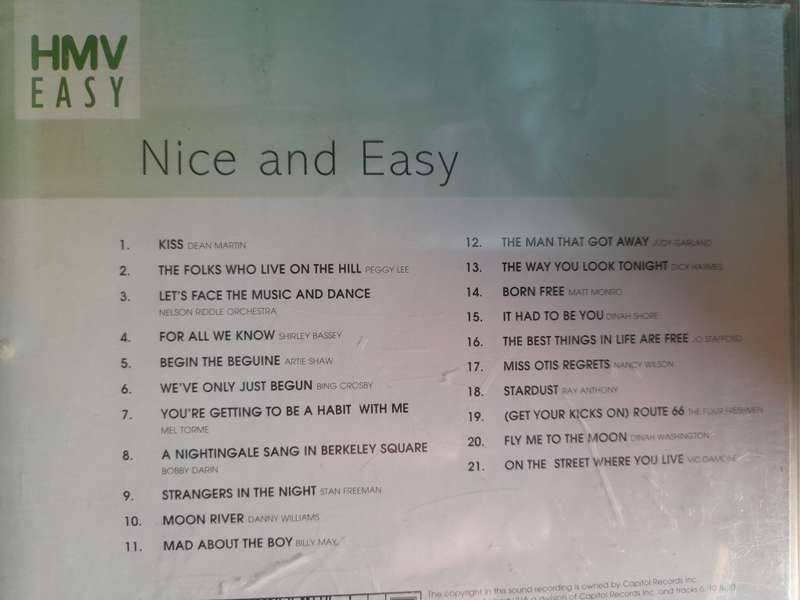 HMV
EASY
Nice and Easy
1. KISS DEAN MARTIN
2. THE FOLKS WHO LIVE ON THE HILL PEGGY LEE
3. LET'S FACE THE MUSIC AND DANCE
NELSON RIDDLE ORCHESTRA
4. FOR ALL WE KNOW SHIRLEY BASSEY
5. BEGIN THE BEGUINE ARTIE SHAW
6. WE'VE ONLY JUST BEGUN BING CROSBY
7. YOU'RE GETTING TO BE A HABIT WITH ME
MEL TORME
8. A NIGHTINGALE SANG IN BERKELEY SQUARE
BOBBY DARIN
9. STRANGERS IN THE NIGHT STAN FREEMAN
10. MOON RIVER DANNY WILLIAMS
11. MAD ABOUT THE BOY BILLY MAY
12. THE MAN THAT GOT AWAY JUDY GARLAND
13. THE WAY YOU LOOK TONIGHT DICK HAYMES
14. BORN FREE MATT MONRO
15. IT HAD TO BE YOU DINAH SHORE
16. THE BEST THINGS IN LIFE ARE FREE JO STAFFORD
17. MISS OTIS REGRETS NANCY WILSON
18. STARDUST RAY ANTHONY
19. (GET YOUR KICKS ON) ROUTE 66 THE FOUR FRESHMEN
20. FLY ME TO THE MOON DINAH WASHINGTON
21. ON THE STREET WHERE YOU LIVE VIC DAMONE
The copyright in this sound recording is owned by Capitol Records Inc.
a division of Capitol Records Inc. and tracks 6, 10 &